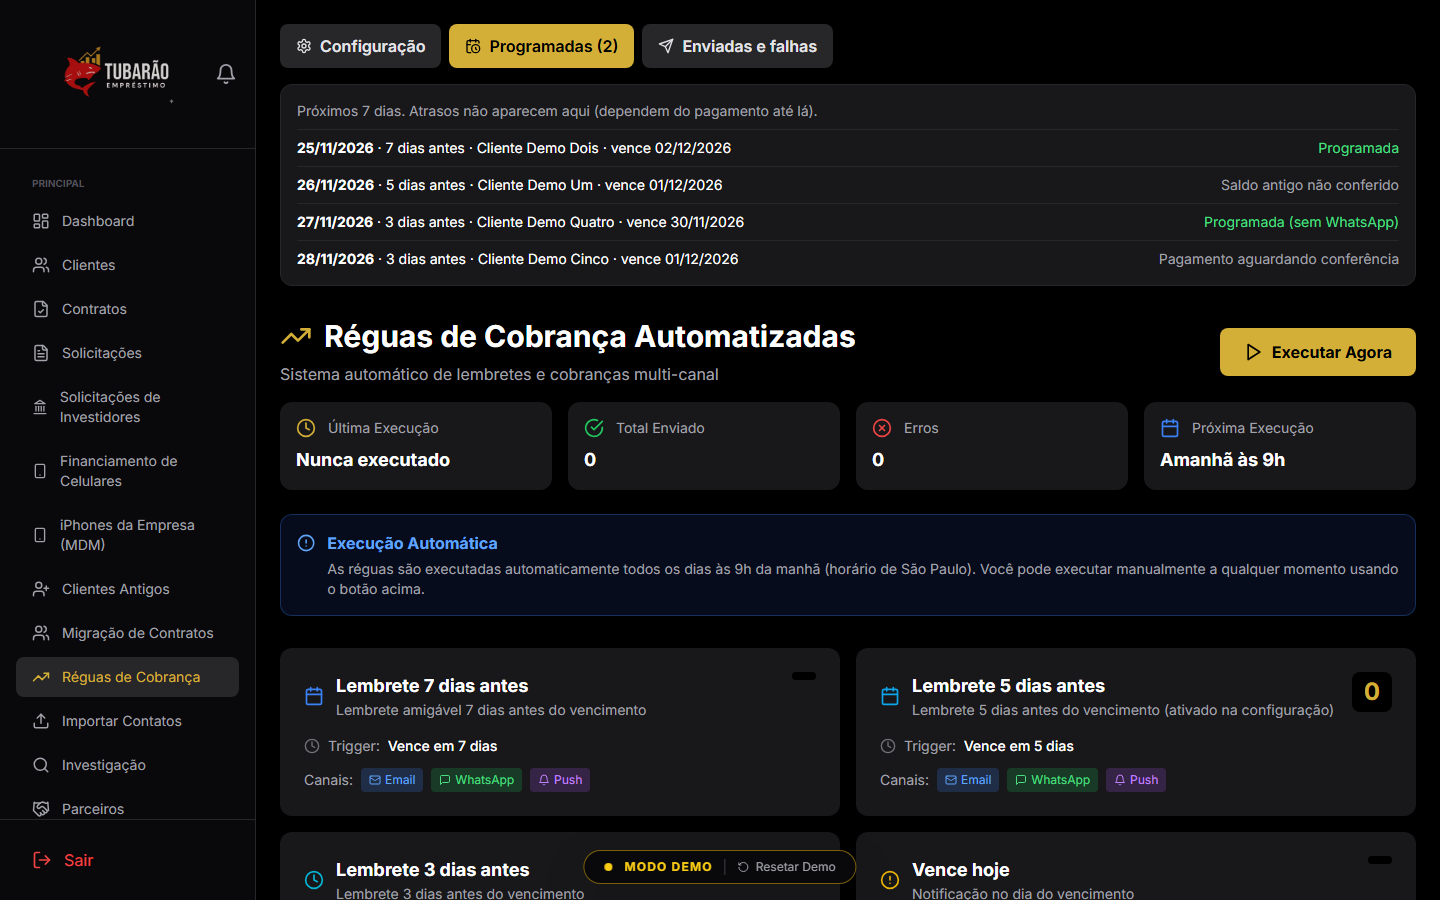 TUBARÃO
EMPRÉSTIMO
PRINCIPAL
Dashboard
Clientes
Contratos
Solicitações
Solicitações de
Investidores
Financiamento de
Celulares
iPhones da Empresa
(MDM)
Clientes Antigos
Migração de Contratos
Réguas de Cobrança
Importar Contatos
Investigação
Parceiros
Sair
Configuração
Programadas (2)
Enviadas e falhas
Próximos 7 dias. Atrasos não aparecem aqui (dependem do pagamento até lá).
25/11/2026 · 7 dias antes · Cliente Demo Dois · vence 02/12/2026 Programada
26/11/2026 · 5 dias antes · Cliente Demo Um · vence 01/12/2026 Saldo antigo não conferido
27/11/2026 · 3 dias antes · Cliente Demo Quatro · vence 30/11/2026 Programada (sem WhatsApp)
28/11/2026 · 3 dias antes · Cliente Demo Cinco · vence 01/12/2026 Pagamento aguardando conferência
Réguas de Cobrança Automatizadas
Sistema automático de lembretes e cobranças multi-canal
Executar Agora
Última Execução
Nunca executado
Total Enviado
0
Erros
0
Próxima Execução
Amanhã às 9h
Execução Automática
As réguas são executadas automaticamente todos os dias às 9h da manhã (horário de São Paulo). Você pode executar manualmente a qualquer momento usando
o botão acima.
Lembrete 7 dias antes
Lembrete amigável 7 dias antes do vencimento
Trigger: Vence em 7 dias
Canais: Email WhatsApp Push
Lembrete 5 dias antes
Lembrete 5 dias antes do vencimento (ativado na configuração)
0
Trigger: Vence em 5 dias
Canais: Email WhatsApp Push
Lembrete 3 dias antes
Lembrete 3 dias antes do vencimento
Vence hoje
Notificação no dia do vencimento
MODO DEMO
Resetar Demo